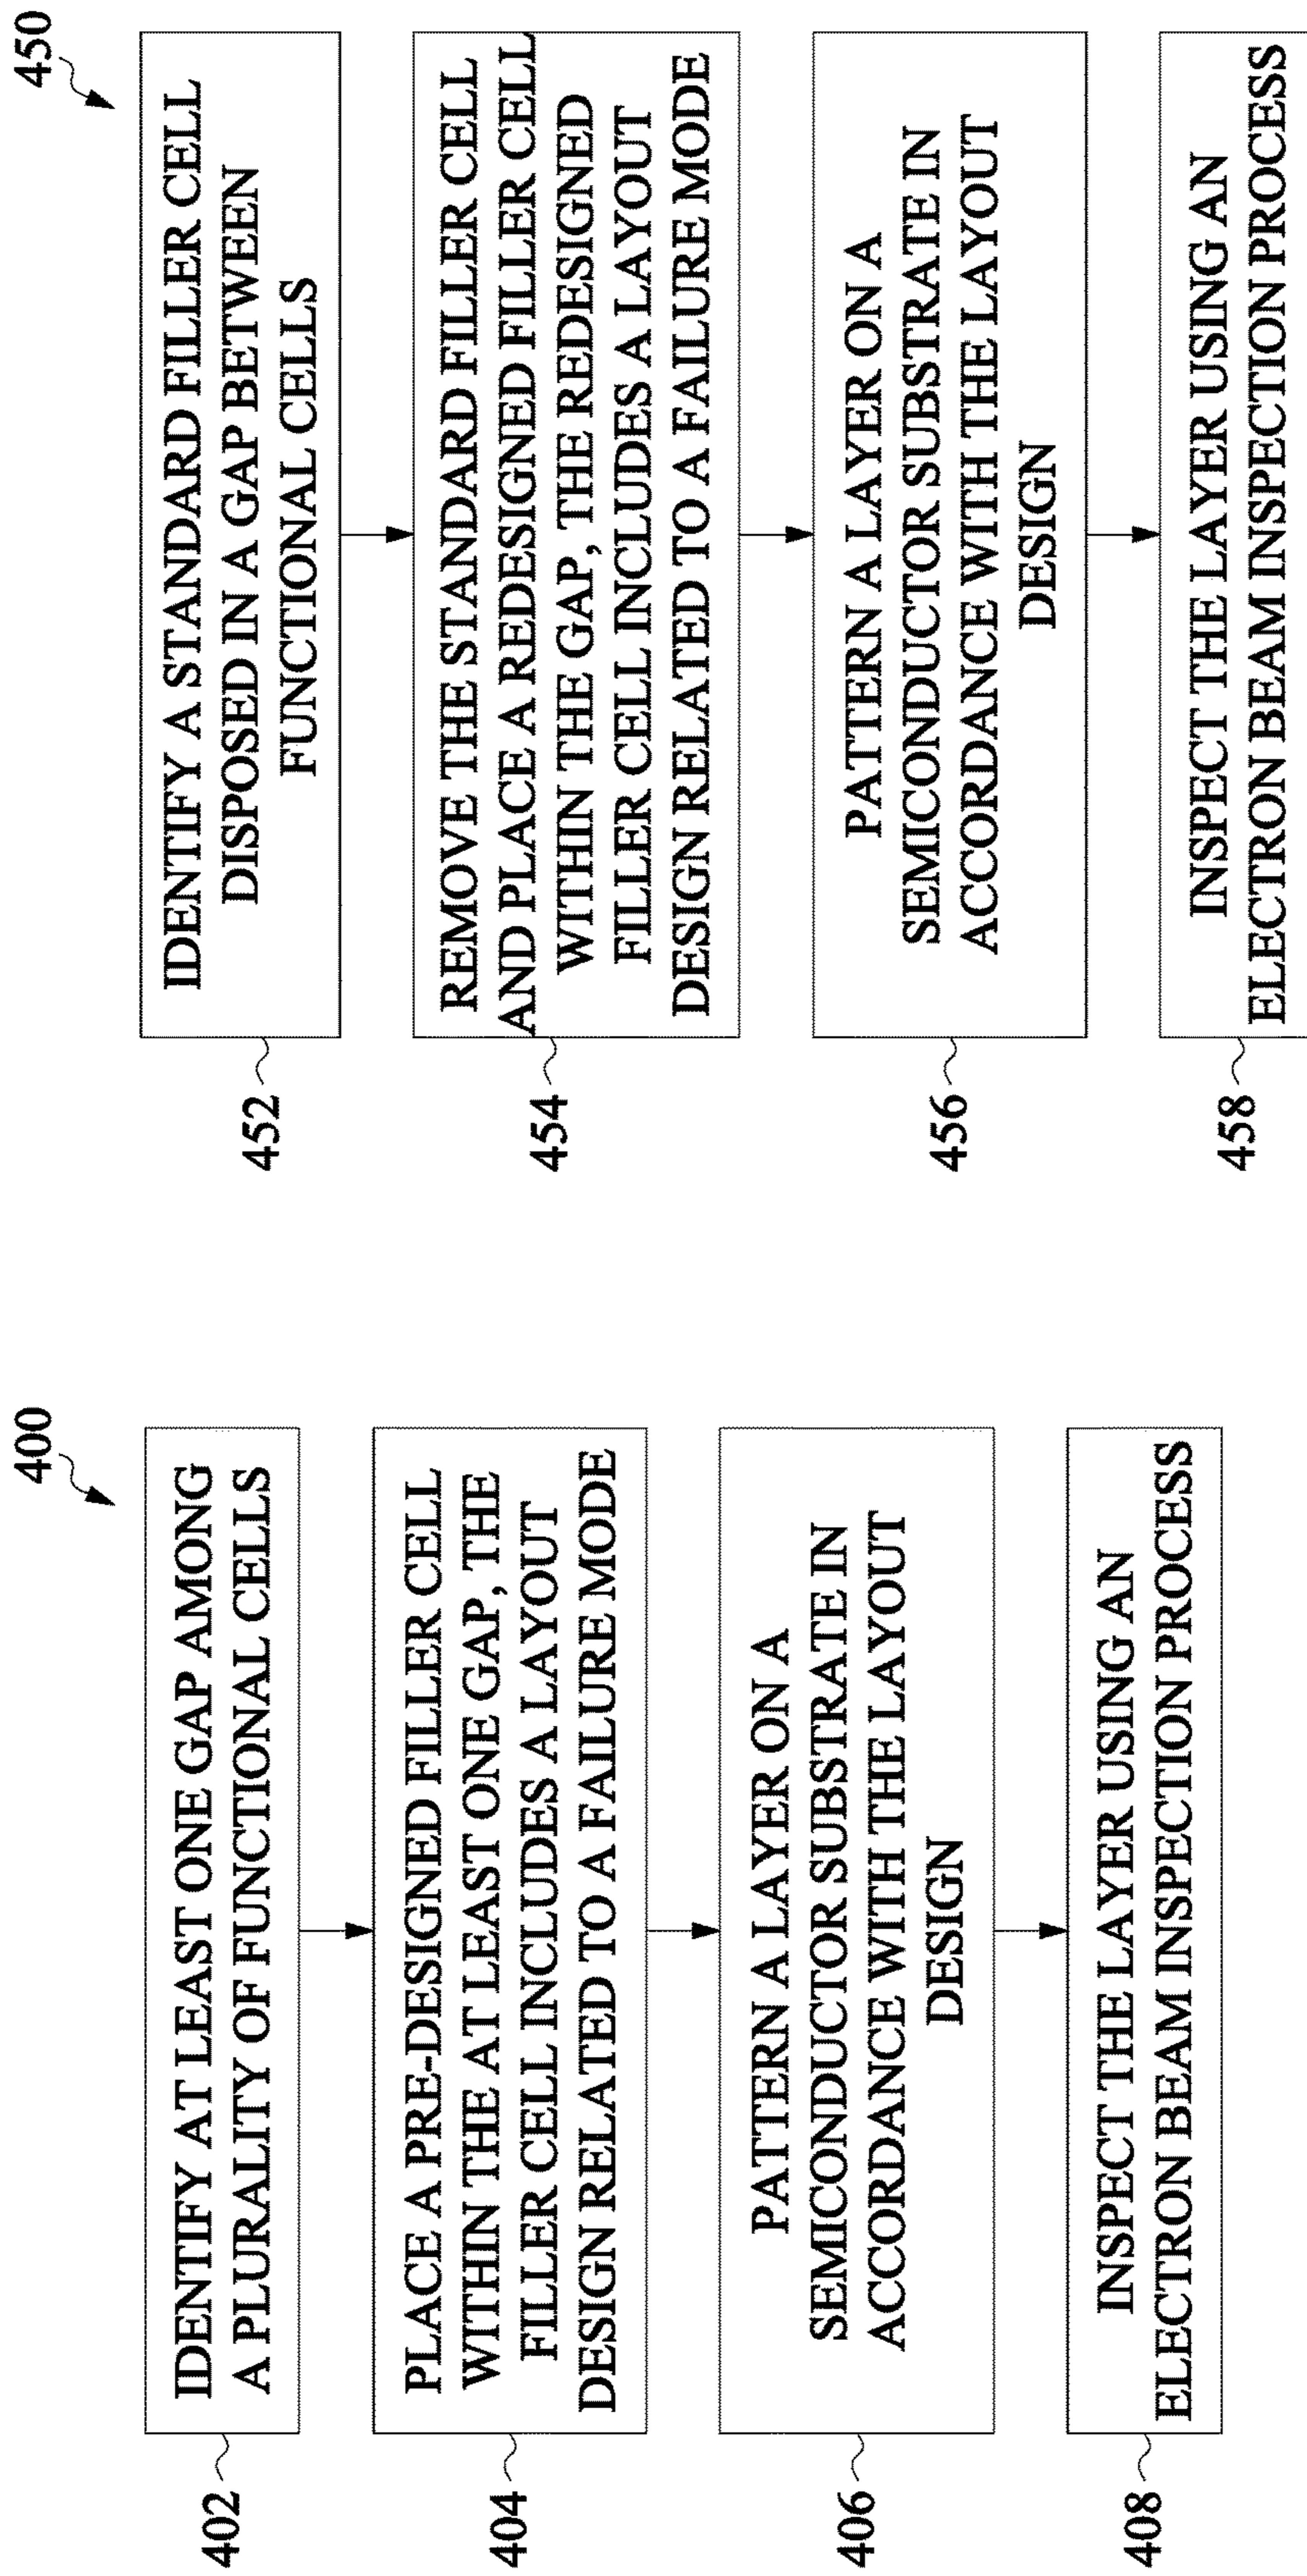 400
402
IDENTIFY AT LEAST ONE GAP AMONG
A PLURALITY OF FUNCTIONAL CELLS
404
PLACE A PRE-DESIGNED FILLER CELL
WITHIN THE AT LEAST ONE GAP, THE
FILLER CELL INCLUDES A LAYOUT
DESIGN RELATED TO A FAILURE MODE
406
PATTERN A LAYER ON A
SEMICONDUCTOR SUBSTRATE IN
ACCORDANCE WITH THE LAYOUT
DESIGN
408
INSPECT THE LAYER USING AN
ELECTRON BEAM INSPECTION PROCESS
450
452
IDENTIFY A STANDARD FILLER CELL
DISPOSED IN A GAP BETWEEN
FUNCTIONAL CELLS
454
REMOVE THE STANDARD FILLER CELL
AND PLACE A REDESIGNED FILLER CELL
WITHIN THE GAP, THE REDESIGNED
FILLER CELL INCLUDES A LAYOUT
DESIGN RELATED TO A FAILURE MODE
456
PATTERN A LAYER ON A
SEMICONDUCTOR SUBSTRATE IN
ACCORDANCE WITH THE LAYOUT
DESIGN
458
INSPECT THE LAYER USING AN
ELECTRON BEAM INSPECTION PROCESS